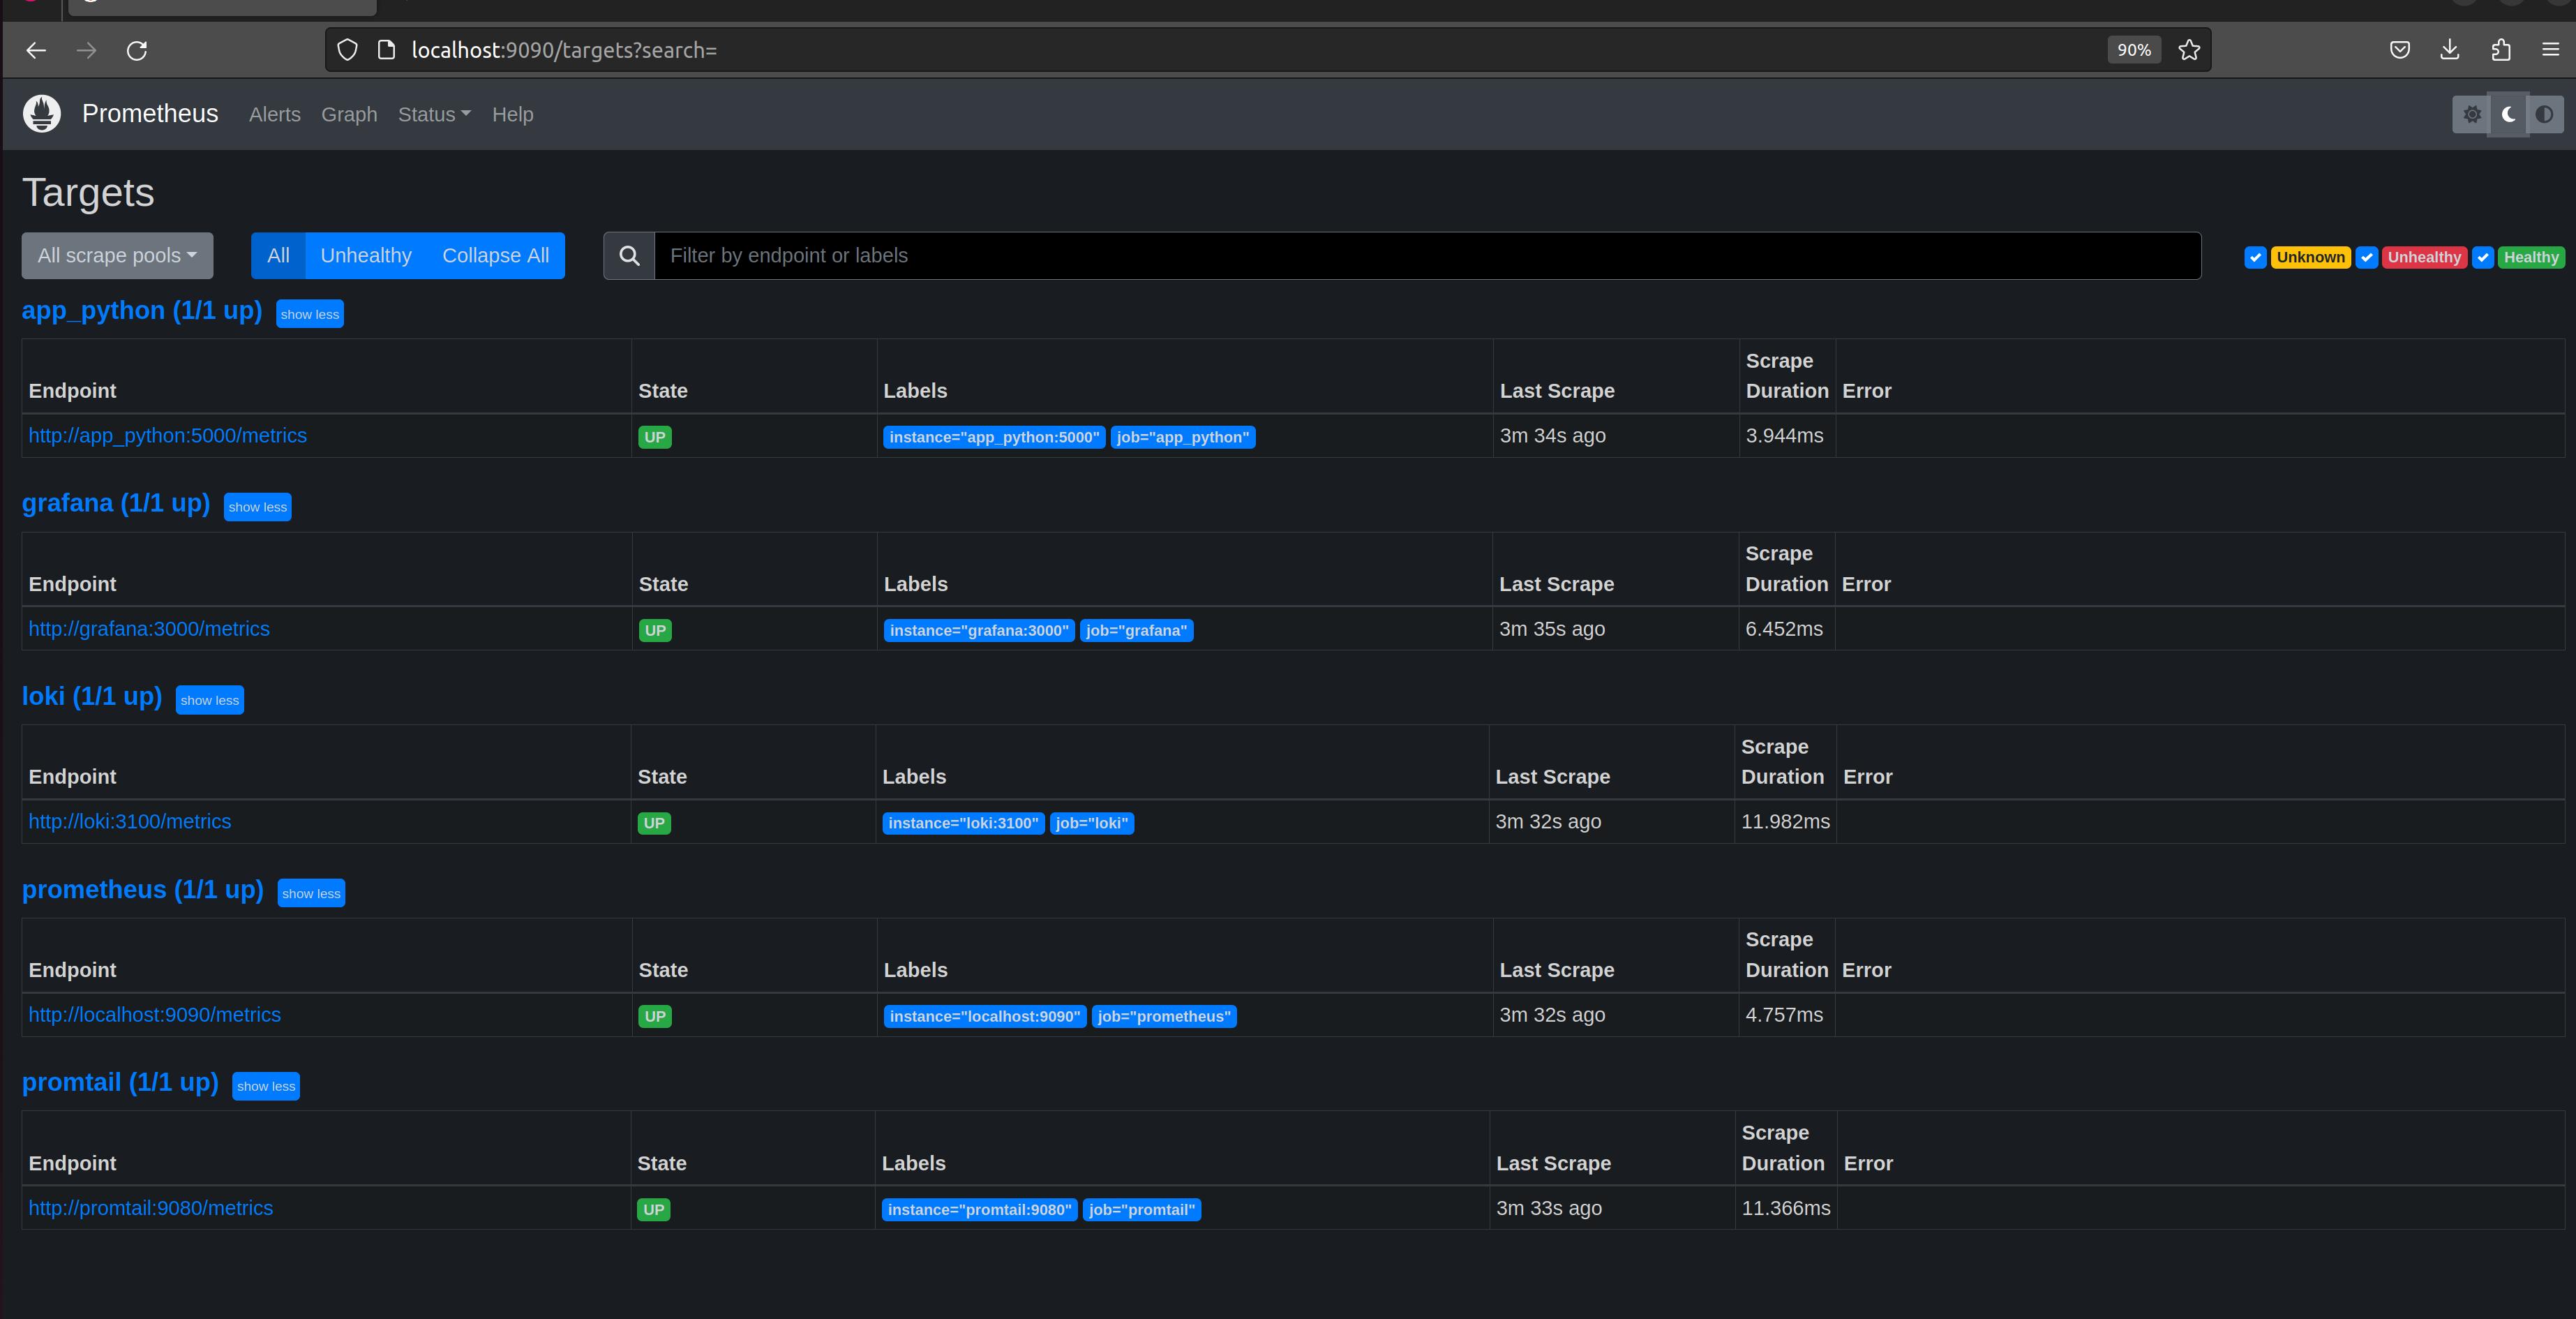 localhost:9090/targets?search=
90%
Prometheus Alerts Graph Status Help
Targets
All scrape pools All Unhealthy Collapse All Filter by endpoint or labels Unknown Unhealthy Healthy
app_python (1/1 up) show less
Endpoint State Labels Last Scrape Scrape Duration Error
http://app_python:5000/metrics UP instance="app_python:5000" job="app_python" 3m 34s ago 3.944ms
grafana (1/1 up) show less
Endpoint State Labels Last Scrape Scrape Duration Error
http://grafana:3000/metrics UP instance="grafana:3000" job="grafana" 3m 35s ago 6.452ms
loki (1/1 up) show less
Endpoint State Labels Last Scrape Scrape Duration Error
http://loki:3100/metrics UP instance="loki:3100" job="loki" 3m 32s ago 11.982ms
prometheus (1/1 up) show less
Endpoint State Labels Last Scrape Scrape Duration Error
http://localhost:9090/metrics UP instance="localhost:9090" job="prometheus" 3m 32s ago 4.757ms
promtail (1/1 up) show less
Endpoint State Labels Last Scrape Scrape Duration Error
http://promtail:9080/metrics UP instance="promtail:9080" job="promtail" 3m 33s ago 11.366ms